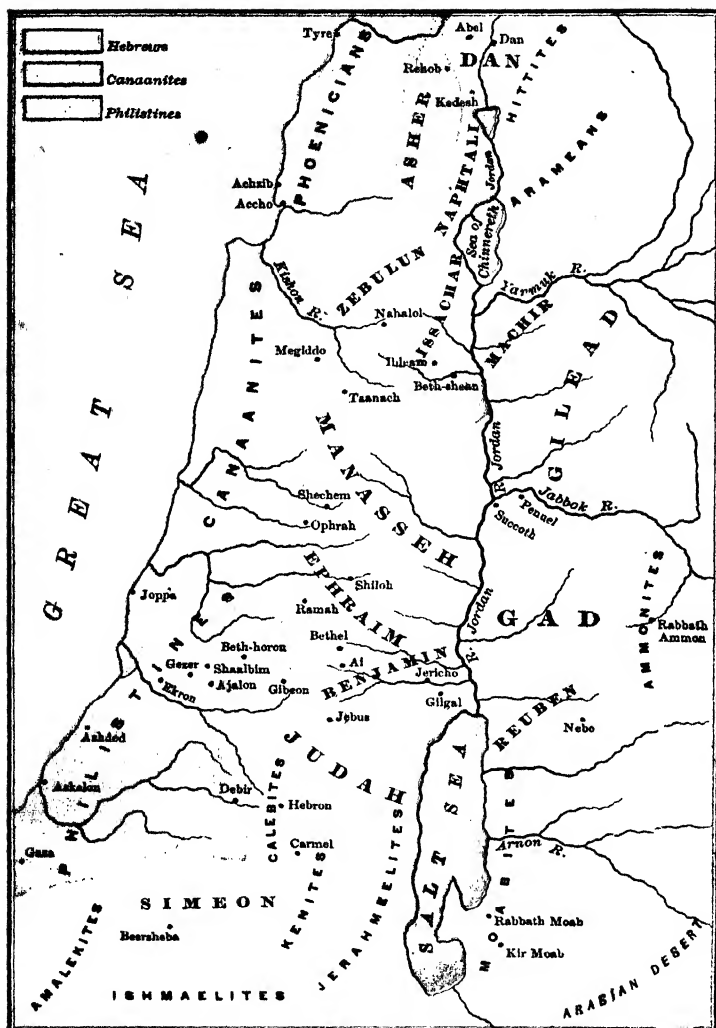 Hebrews
Canaanites
Philistines
Tyre
Abel
Dan
DAN
Rehob
Kedesh
HITTITES
PHOENICIANS
ASHER
NAPHTALI
Jordan
ARAMEANS
Achzib
Accho
Sea of
Chinnereth
GREAT SEA
Kishon R.
ZEBULUN
ISSACHAR
Yarmuk R.
MACHIR
Nahalol
Megiddo
Ibleam
Beth-shean
Taanach
GILEAD
CANAANITES
MANASSEH
R. Jordan
Jabbok R.
Shechem
Penuel
Succoth
Ophrah
Joppa
EPHRAIM
Shiloh
Ramah
R. Jordan
GAD
AMMONITES
Rabbath
Ammon
Beth-horon
Bethel
Gezer
Shaalbim
Ai
BENJAMIN
Jericho
Ekron
Ajalon
Gibeon
Gilgal
Jebus
REUBEN
Nebo
PHILISTINES
Ashdod
Askelon
JUDAH
SALT SEA
Debir
Hebron
CALEBITES
Carmel
Gaza
Arnon R.
MOABITES
SIMEON
KENITES
JERAHMEELITES
Beersheba
Rabbath Moab
Kir Moab
AMALEKITES
ISHMAELITES
ARABIAN DESERT